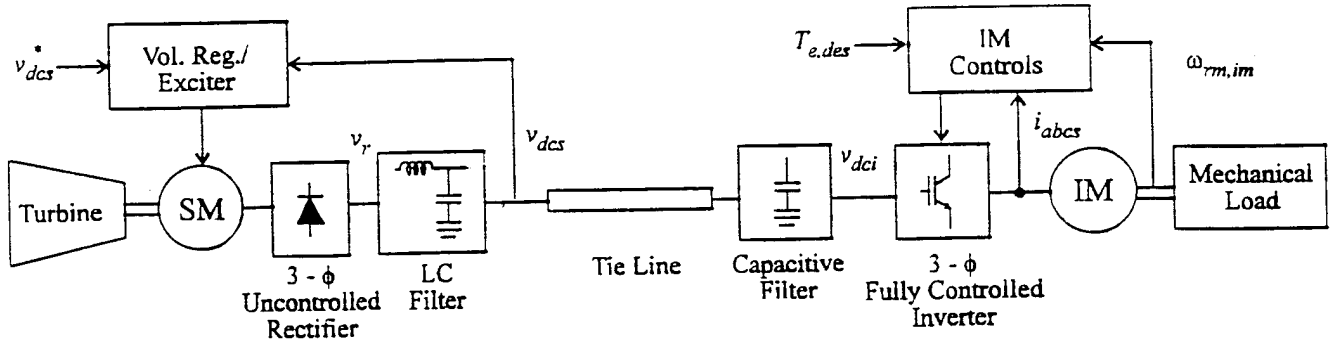 v*dcs
Vol. Reg./
Exciter
Te,des
IM
Controls
ωrm,im
vr
vdcs
vdci
iabcs
Turbine
SM
IM
Mechanical
Load
3 - ϕ
Uncontrolled
Rectifier
LC
Filter
Tie Line
Capacitive
Filter
3 - ϕ
Fully Controlled
Inverter